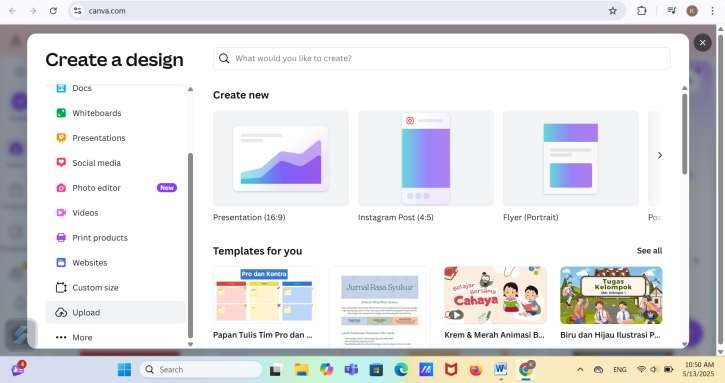 canva.com
K
Create a design
What would you like to create?
Docs
Whiteboards
Presentations
Social media
Photo editor
New
Videos
Print products
Websites
Custom size
Upload
More
Create new
Presentation (16:9)
Instagram Post (4:5)
Flyer (Portrait)
Templates for you
See all
Pro dan Kontra
Jurnal Rasa Syukur
Belajar Bersama
Cahaya
Tugas
Kelompok
Papan Tulis Tim Pro dan ...
Krem & Merah Animasi B...
Biru dan Hijau Ilustrasi P...
Search
ENG
10:50 AM
5/13/2025